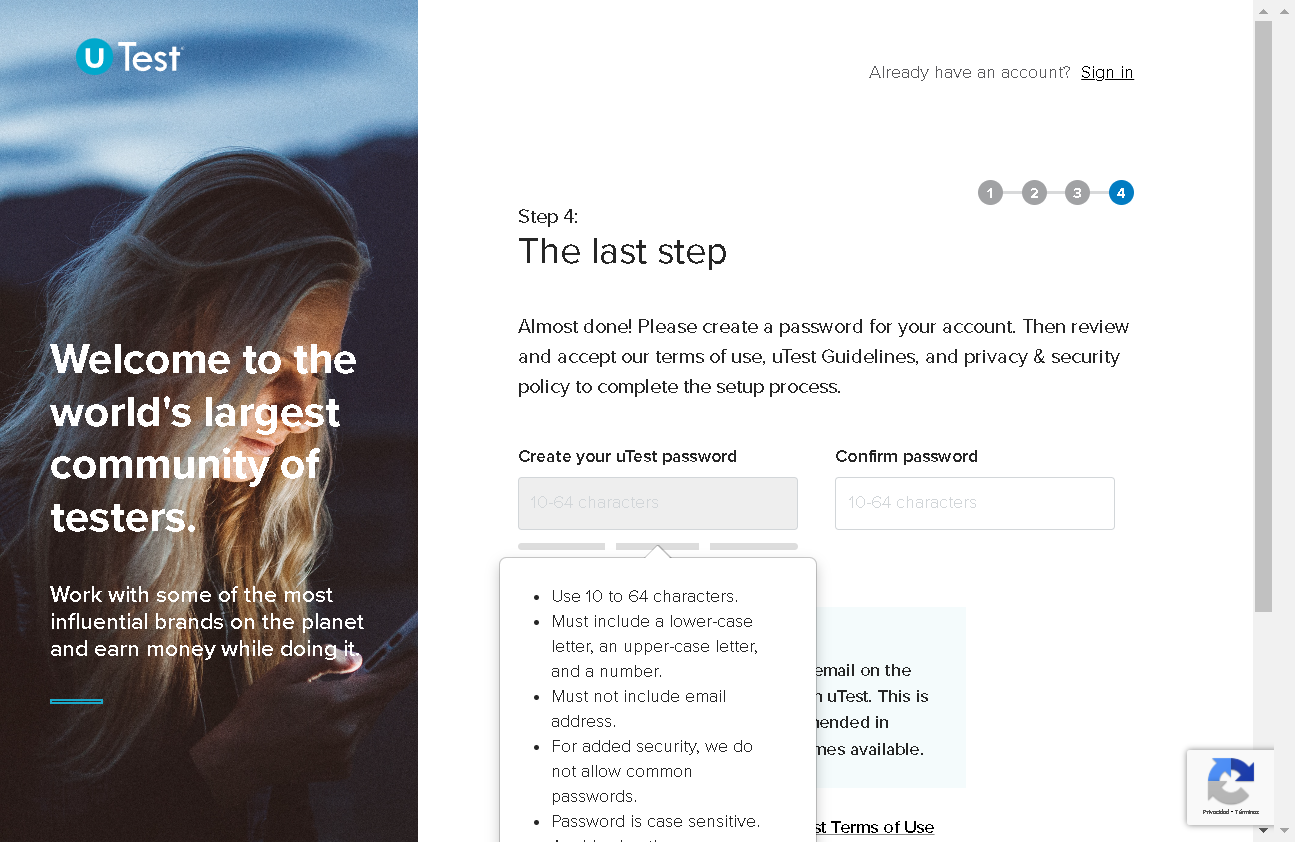 U Test
Already have an account? Sign in
1 2 3 4
Step 4:
The last step
Almost done! Please create a password for your account. Then review
and accept our terms of use, uTest Guidelines, and privacy & security
policy to complete the setup process.
Welcome to the
world's largest
community of
testers.
Work with some of the most
influential brands on the planet
and earn money while doing it.
Create your uTest password
Confirm password
10-64 characters
10-64 characters
Use 10 to 64 characters.
Must include a lower-case
letter, an upper-case letter,
and a number.
Must not include email
address.
For added security, we do
not allow common
passwords.
Password is case sensitive.
email on the
uTest. This is
available.
Terms of Use
Privacidad - Términos